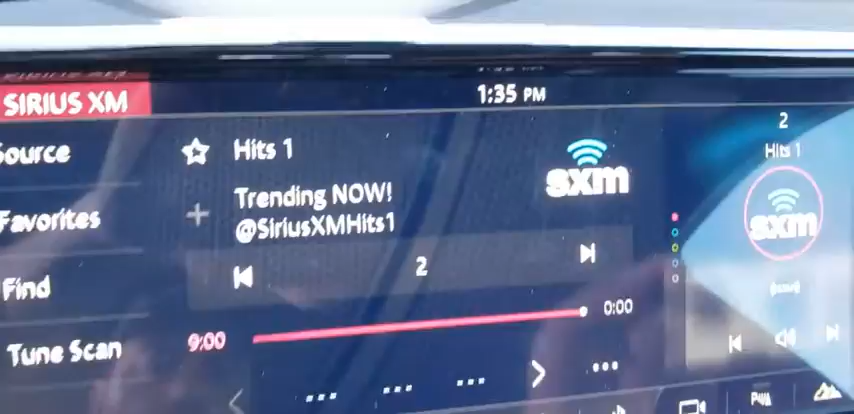 SIRIUS XM
1:35 PM
Source
Favorites
Find
Tune Scan
Hits 1
Trending NOW!
@SiriusXMHits1
sxm
2
9:00
0:00
2
Hits 1
sxm